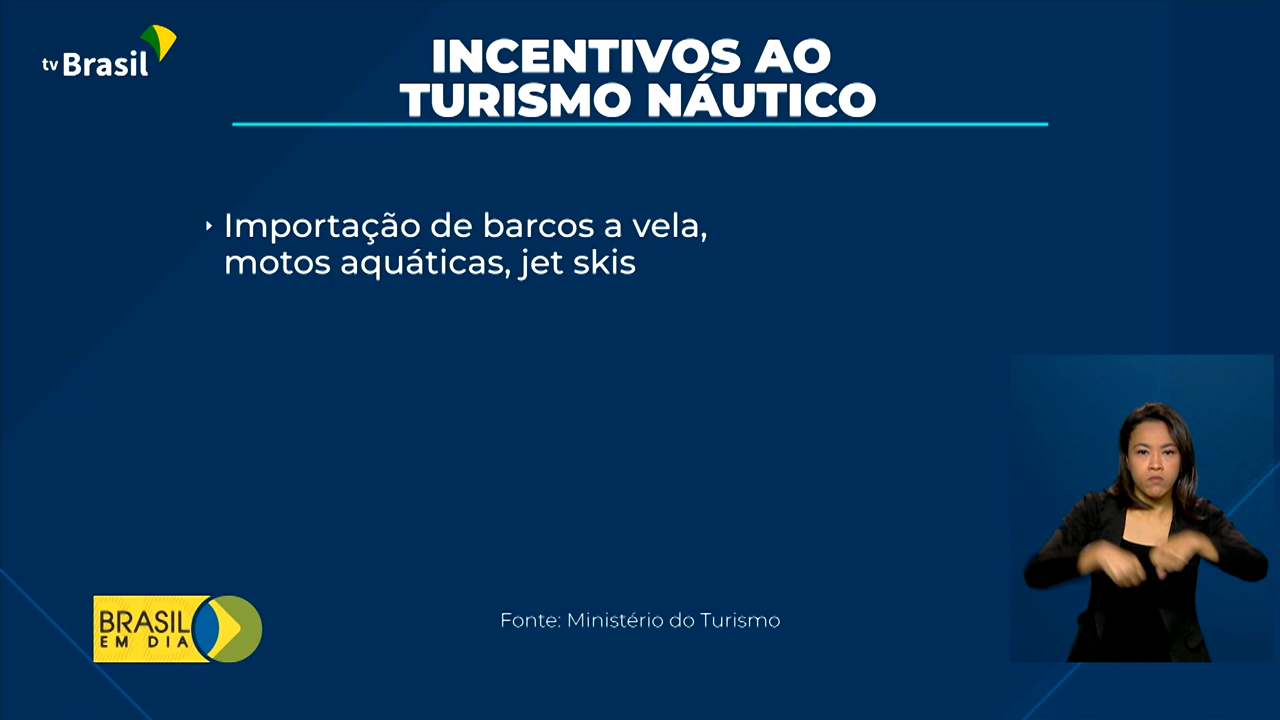 tv Brasil
INCENTIVOS AO
TURISMO NÁUTICO
Importação de barcos a vela,
motos aquáticas, jet skis
BRASIL
EM DIA
Fonte: Ministério do Turismo